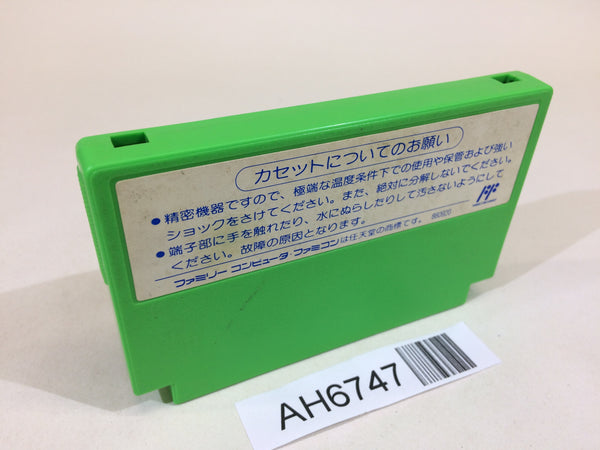 カセットについてのお願い
●精密機器ですので、極端な温度条件下での使用や保管および強い
ショックをさけてください。また、絶対に分解しないでください。
●端子部に手を触れたり、水にぬらしたりして汚さないようにして
ください。故障の原因となります。
ファミリーコンピュータ・ファミコンは任天堂の商標です。
AH6747